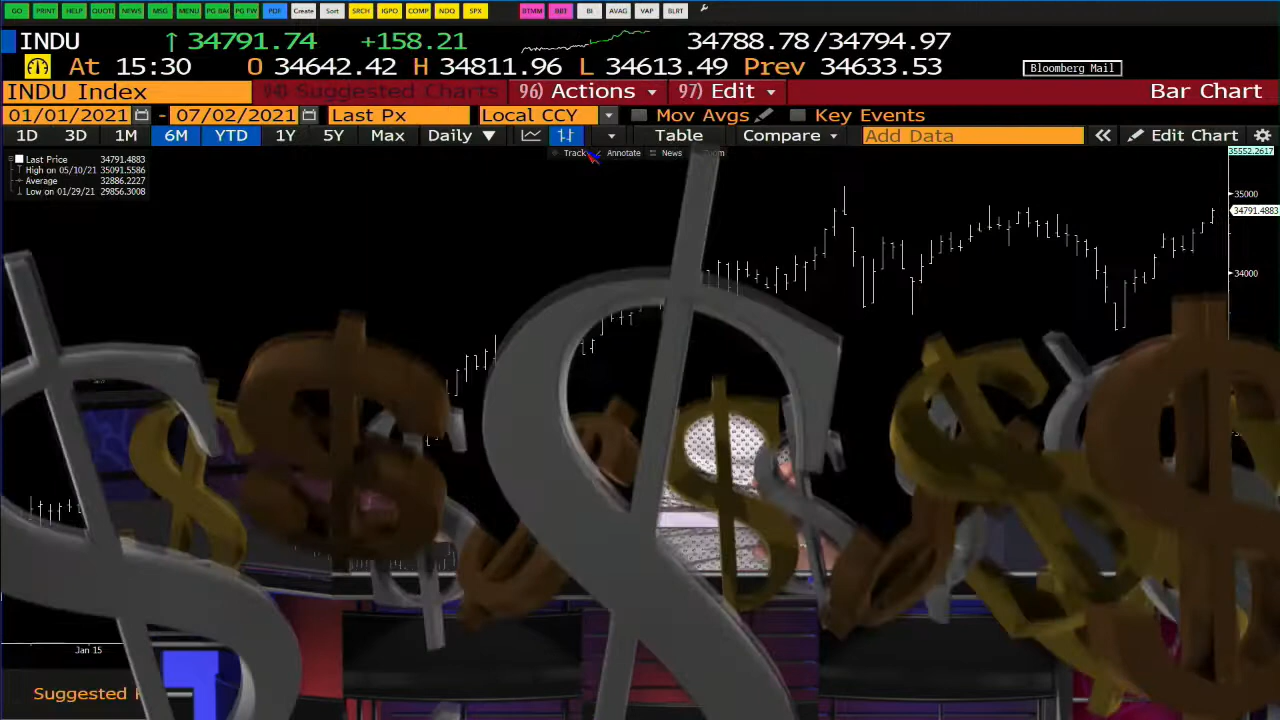 GO PRINT HELP QUOTI NEWS MSG MENU PG BAC PG FW PDF Create Sort SRCH IGPO COMP NDQ SPX BTMM BBT BI AVAG VAP BLRT
INDU ↑ 34791.74 +158.21 34788.78/34794.97
At 15:30 O 34642.42 H 34811.96 L 34613.49 Prev 34633.53 Bloomberg Mail
INDU Index 94) Suggested Charts 96) Actions 97) Edit Bar Chart
01/01/2021 - 07/02/2021 Last Px Local CCY Mov Avgs Key Events
1D 3D 1M 6M YTD 1Y 5Y Max Daily ▼ Table Compare Add Data « Edit Chart
Track Annotate News Zoom 35552.2617
Last Price 34791.4883
High on 05/10/21 35091.5586
Average 32886.2227
Low on 01/29/21 29856.3008
35000
34791.4883
34000
Jan 15
Suggested